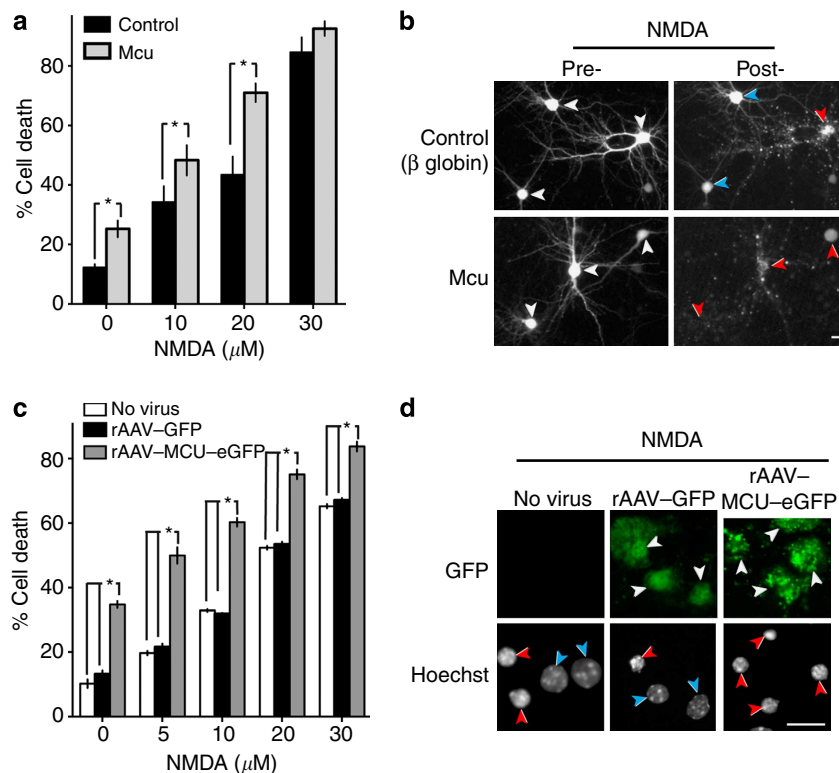 a
Control
Mcu
% Cell death
80
60
40
20
0
* * *
0 10 20 30
NMDA (μM)
b
NMDA
Pre- Post-
Control
(β globin)
Mcu
c
No virus
rAAV–GFP
rAAV–MCU–eGFP
% Cell death
80
60
40
20
0
* * * * *
0 5 10 20 30
NMDA (μM)
d
NMDA
No virus rAAV–GFP rAAV–
MCU–eGFP
GFP
Hoechst